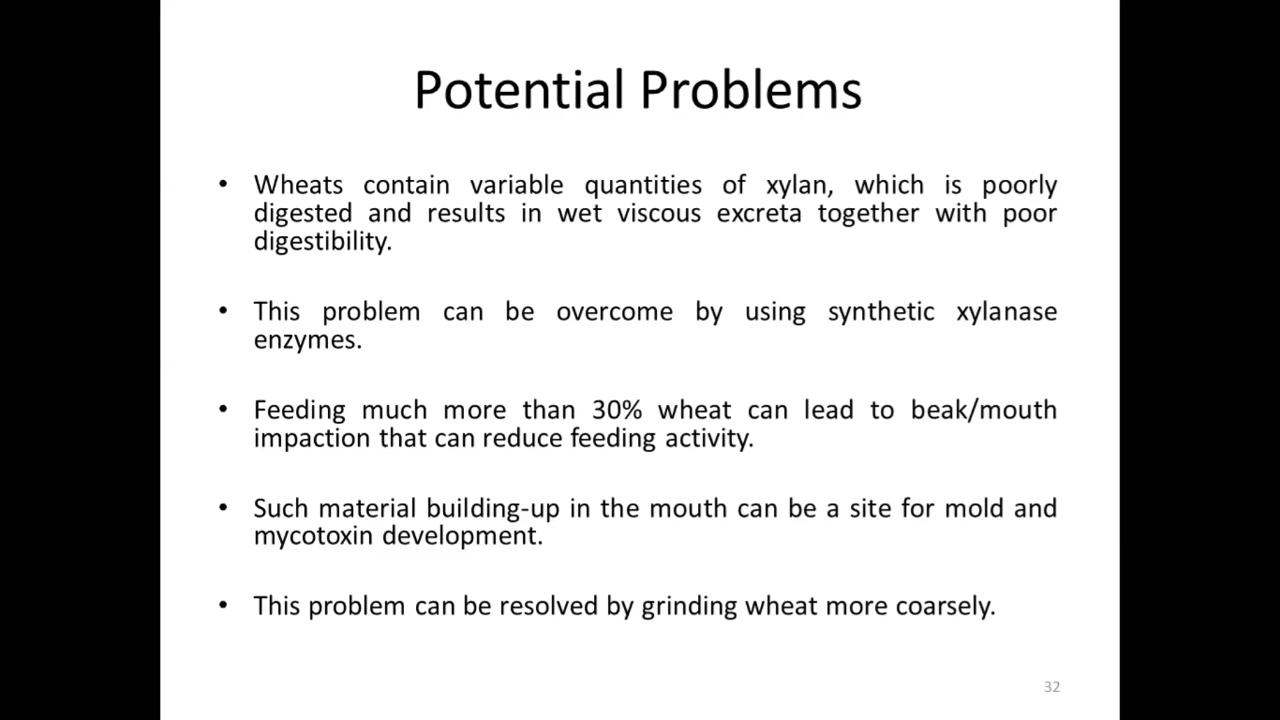 Potential Problems
• Wheats contain variable quantities of xylan, which is poorly
digested and results in wet viscous excreta together with poor
digestibility.
• This problem can be overcome by using synthetic xylanase
enzymes.
• Feeding much more than 30% wheat can lead to beak/mouth
impaction that can reduce feeding activity.
• Such material building-up in the mouth can be a site for mold and
mycotoxin development.
• This problem can be resolved by grinding wheat more coarsely.
32